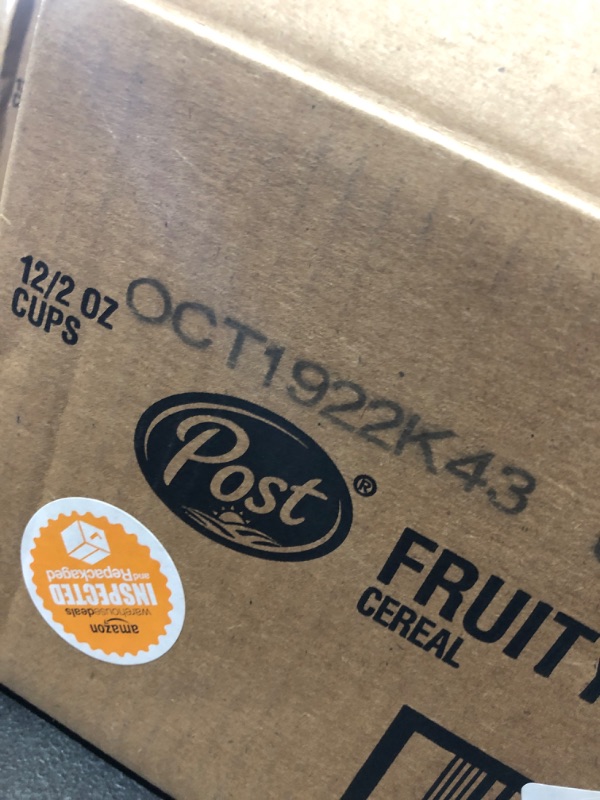 12/2 OZ
CUPS
OCT1922K43
Post®
FRUITY
CEREAL
amazon
warehousedeals
INSPECTED
and Repackaged